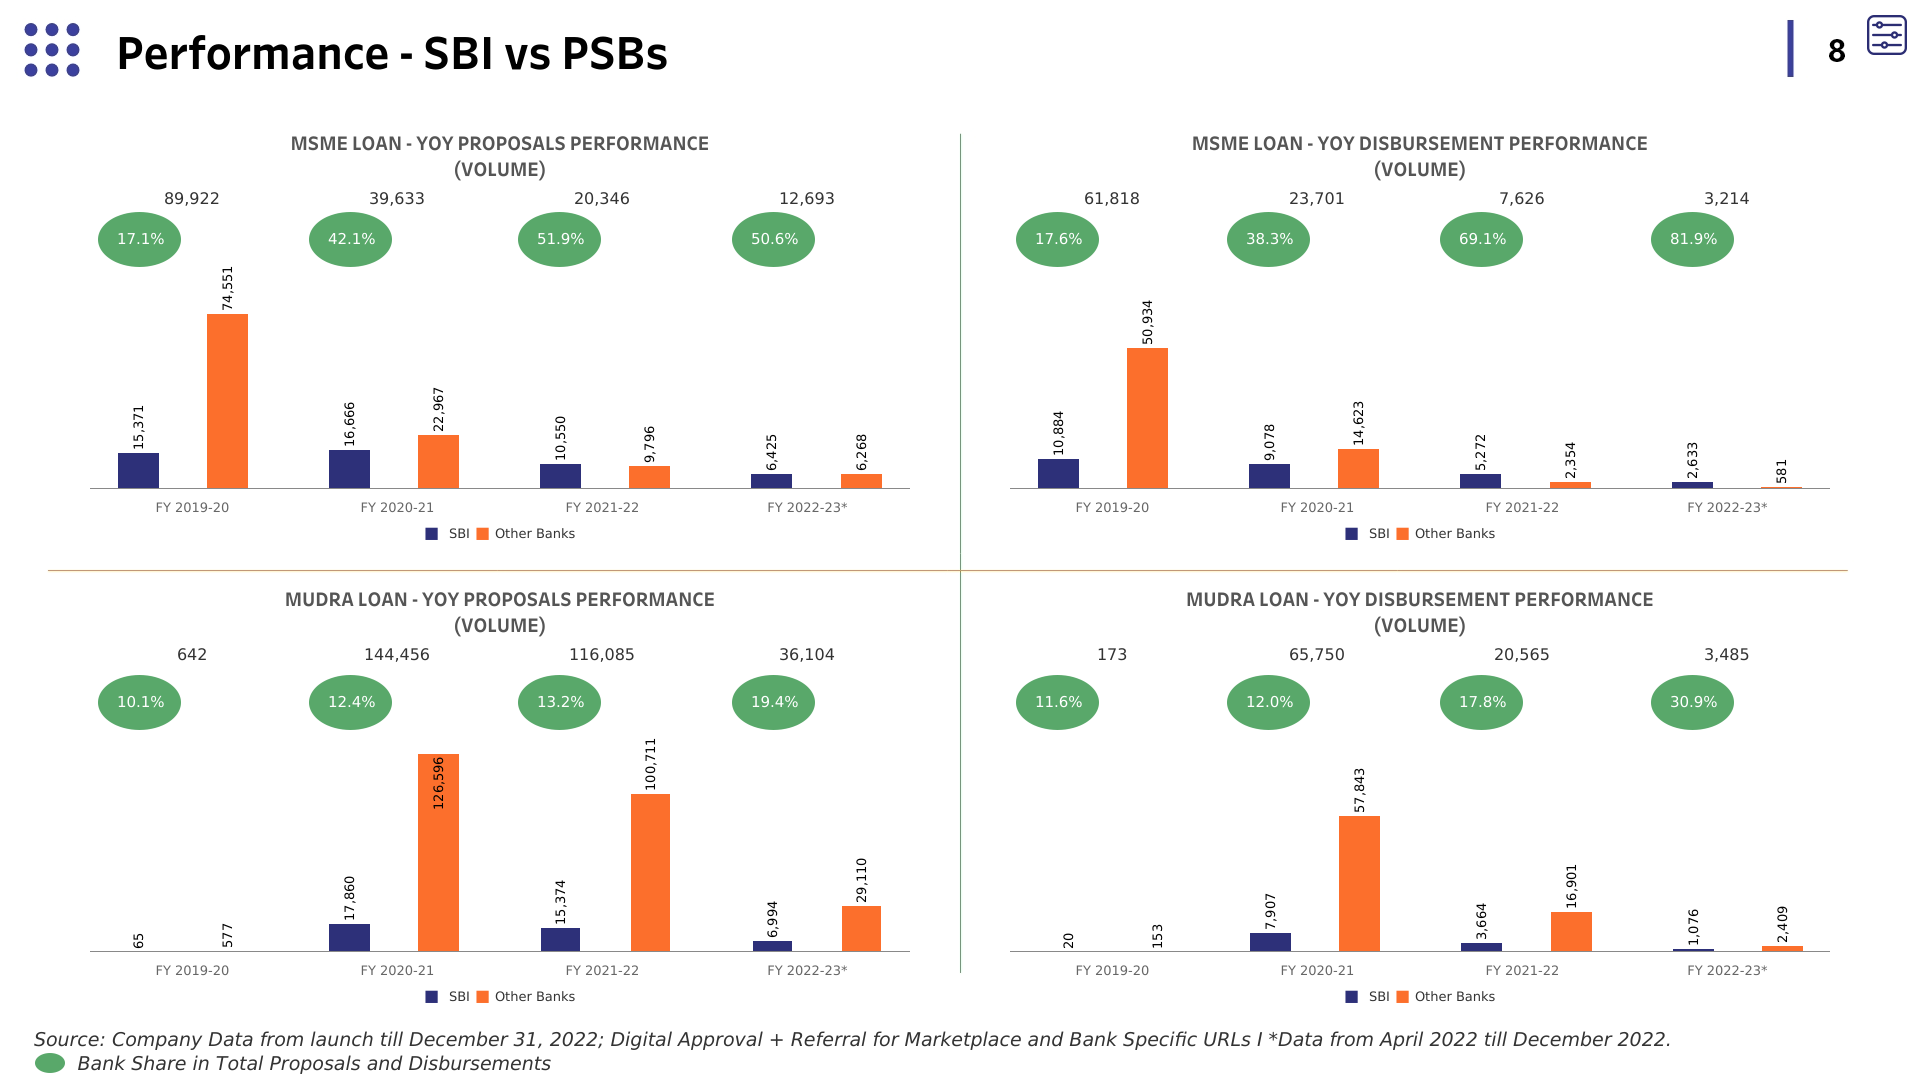 Performance - SBI vs PSBs
8
MSME LOAN - YOY PROPOSALS PERFORMANCE
(VOLUME)
89,922
39,633
20,346
12,693
17.1%
42.1%
51.9%
50.6%
15,371
74,551
16,666
22,967
10,550
9,796
6,425
6,268
FY 2019-20
FY 2020-21
FY 2021-22
FY 2022-23*
SBI
Other Banks
MSME LOAN - YOY DISBURSEMENT PERFORMANCE
(VOLUME)
61,818
23,701
7,626
3,214
17.6%
38.3%
69.1%
81.9%
10,884
50,934
9,078
14,623
5,272
2,354
2,633
581
FY 2019-20
FY 2020-21
FY 2021-22
FY 2022-23*
SBI
Other Banks
MUDRA LOAN - YOY PROPOSALS PERFORMANCE
(VOLUME)
642
144,456
116,085
36,104
10.1%
12.4%
13.2%
19.4%
65
577
17,860
126,596
15,374
100,711
6,994
29,110
FY 2019-20
FY 2020-21
FY 2021-22
FY 2022-23*
SBI
Other Banks
MUDRA LOAN - YOY DISBURSEMENT PERFORMANCE
(VOLUME)
173
65,750
20,565
3,485
11.6%
12.0%
17.8%
30.9%
20
153
7,907
57,843
3,664
16,901
1,076
2,409
FY 2019-20
FY 2020-21
FY 2021-22
FY 2022-23*
SBI
Other Banks
Source: Company Data from launch till December 31, 2022; Digital Approval + Referral for Marketplace and Bank Specific URLs I *Data from April 2022 till December 2022.
Bank Share in Total Proposals and Disbursements